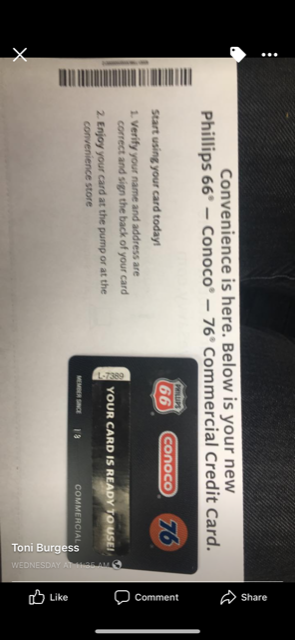 Convenience is here. Below is your new
Phillips 66® – Conoco® – 76® Commercial Credit Card.
Start using your card today!
1. Verify your name and address are
correct and sign the back of your card
2. Enjoy your card at the pump or at the
convenience store
PHILLIPS
66
conoco
76
L-7389
YOUR CARD IS READY TO USE!
MEMBER SINCE
COMMERCIAL
Toni Burgess
WEDNESDAY AT 11:35 AM
Like
Comment
Share